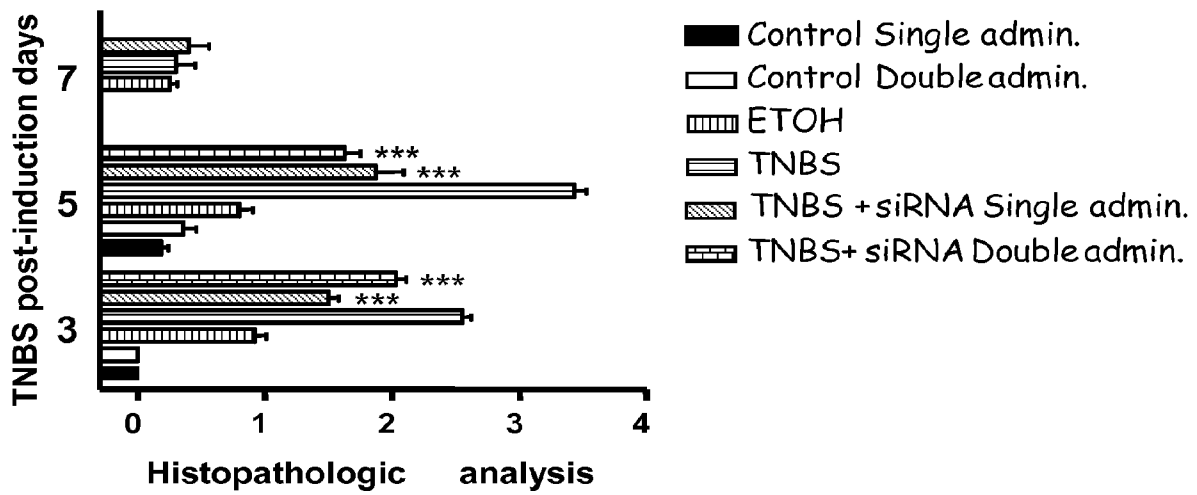 TNBS post-induction days
7
5
3
***
***
***
***
0 1 2 3 4
Histopathologic analysis
Control Single admin.
Control Double admin.
ETOH
TNBS
TNBS +siRNA Single admin.
TNBS+ siRNA Double admin.